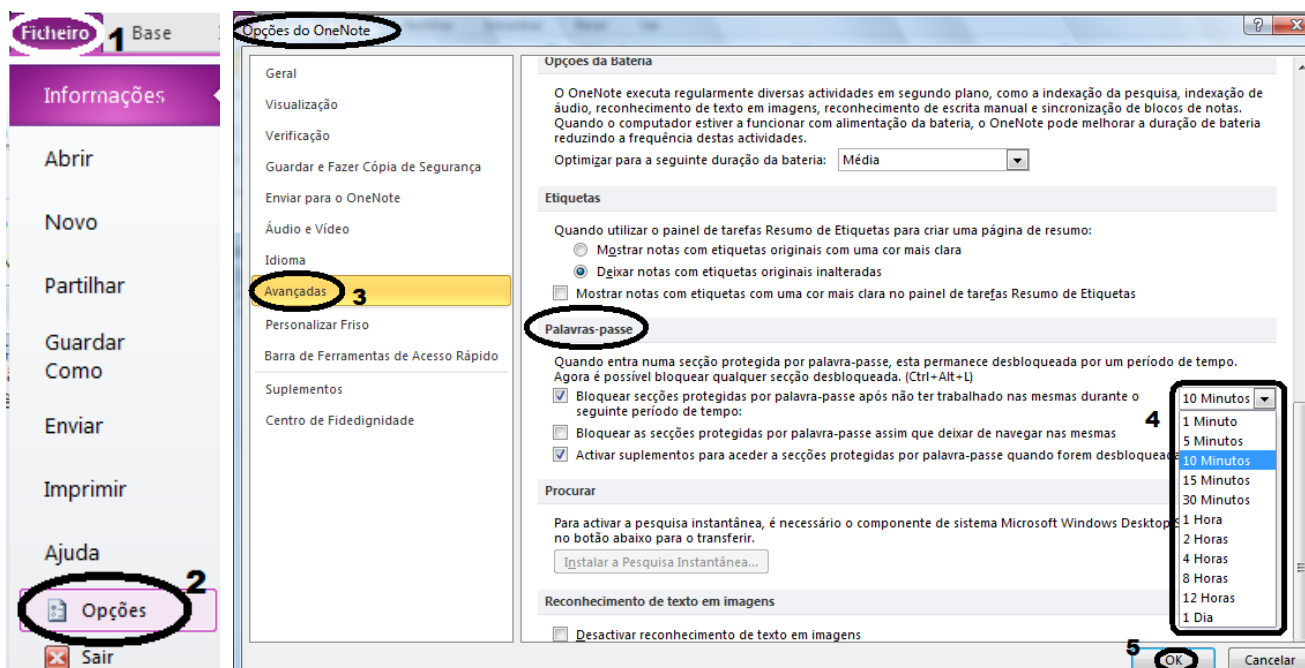 Ficheiro
1
Base
Informações
Abrir
Novo
Partilhar
Guardar
Como
Enviar
Imprimir
Ajuda
2
Opções
Sair
Opções do OneNote
Geral
Visualização
Verificação
Guardar e Fazer Cópia de Segurança
Enviar para o OneNote
Áudio e Vídeo
Idioma
Avançadas
3
Personalizar Friso
Barra de Ferramentas de Acesso Rápido
Suplementos
Centro de Fidedignidade
Opções da Bateria
O OneNote executa regularmente diversas actividades em segundo plano, como a indexação da pesquisa, indexação de
áudio, reconhecimento de texto em imagens, reconhecimento de escrita manual e sincronização de blocos de notas.
Quando o computador estiver a funcionar com alimentação da bateria, o OneNote pode melhorar a duração de bateria
reduzindo a frequência destas actividades.
Optimizar para a seguinte duração da bateria: Média
Etiquetas
Quando utilizar o painel de tarefas Resumo de Etiquetas para criar uma página de resumo:
Mostrar notas com etiquetas originais com uma cor mais clara
Deixar notas com etiquetas originais inalteradas
Mostrar notas com etiquetas com uma cor mais clara no painel de tarefas Resumo de Etiquetas
Palavras-passe
Quando entra numa secção protegida por palavra-passe, esta permanece desbloqueada por um período de tempo.
Agora é possível bloquear qualquer secção desbloqueada. (Ctrl+Alt+L)
Bloquear secções protegidas por palavra-passe após não ter trabalhado nas mesmas durante o
seguinte período de tempo:
Bloquear as secções protegidas por palavra-passe assim que deixar de navegar nas mesmas
Activar suplementos para aceder a secções protegidas por palavra-passe quando forem desbloquea
4
10 Minutos
1 Minuto
5 Minutos
10 Minutos
15 Minutos
30 Minutos
1 Hora
2 Horas
4 Horas
8 Horas
12 Horas
1 Dia
Procurar
Para activar a pesquisa instantânea, é necessário o componente de sistema Microsoft Windows Desktop
no botão abaixo para o transferir.
Instalar a Pesquisa Instantânea...
Reconhecimento de texto em imagens
Desactivar reconhecimento de texto em imagens
5
OK
Cancelar